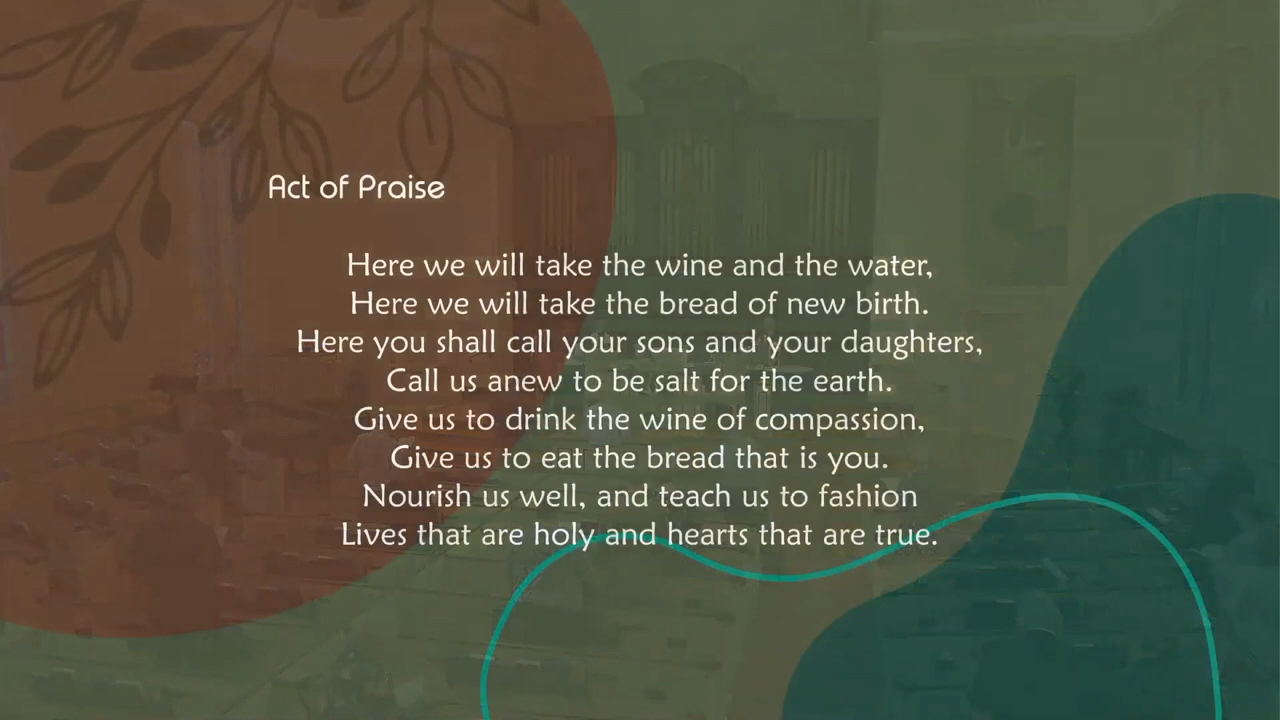 Act of Praise
Here we will take the wine and the water,
Here we will take the bread of new birth.
Here you shall call your sons and your daughters,
Call us anew to be salt for the earth.
Give us to drink the wine of compassion,
Give us to eat the bread that is you.
Nourish us well, and teach us to fashion
Lives that are holy and hearts that are true.